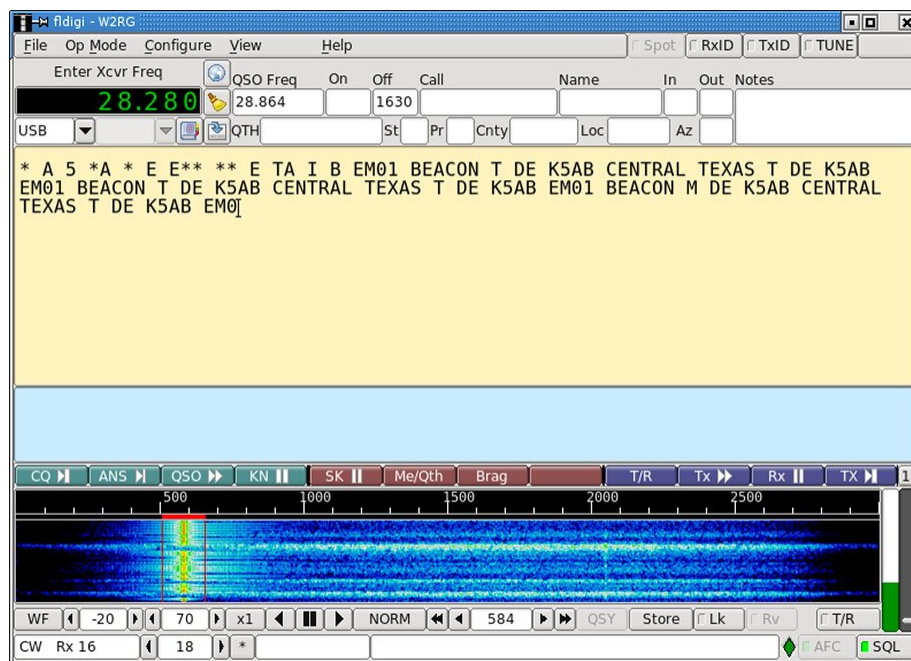 fldigi - W2RG
File Op Mode Configure View Help Spot RxID TxID TUNE
Enter Xcvr Freq QSO Freq On Off Call Name In Out Notes
28.280 28.864 1630
USB QTH St Pr Cnty Loc Az
* A 5 *A * E E** ** E TA I B EM01 BEACON T DE K5AB CENTRAL TEXAS T DE K5AB
EM01 BEACON T DE K5AB CENTRAL TEXAS T DE K5AB EM01 BEACON M DE K5AB CENTRAL
TEXAS T DE K5AB EM0
CQ ANS QSO KN SK Me/Qth Brag T/R Tx Rx TX 1
500 1000 1500 2000 2500
WF -20 70 x1 NORM 584 QSY Store Lk Rv T/R
CW Rx 16 18 * AFC SQL